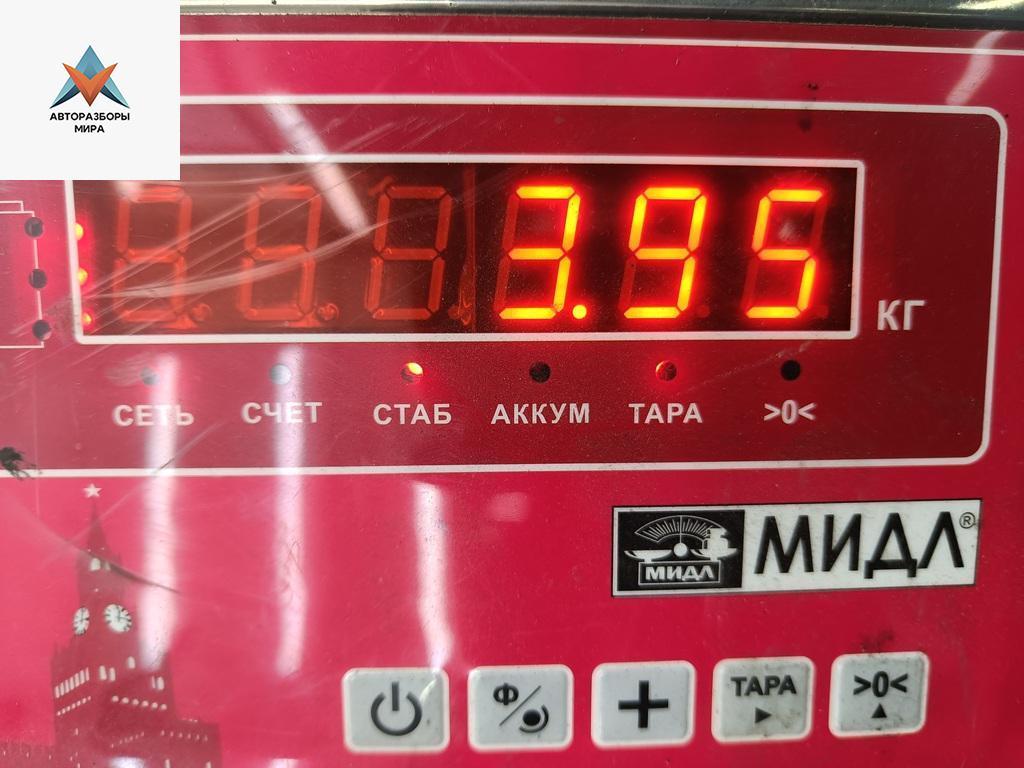 АВТОРАЗБОРЫ
МИРА
3.95
КГ
СЕТЬ СЧЕТ СТАБ АККУМ ТАРА >0<
МИДЛ МИДЛ®
Ф
ТАРА >0<